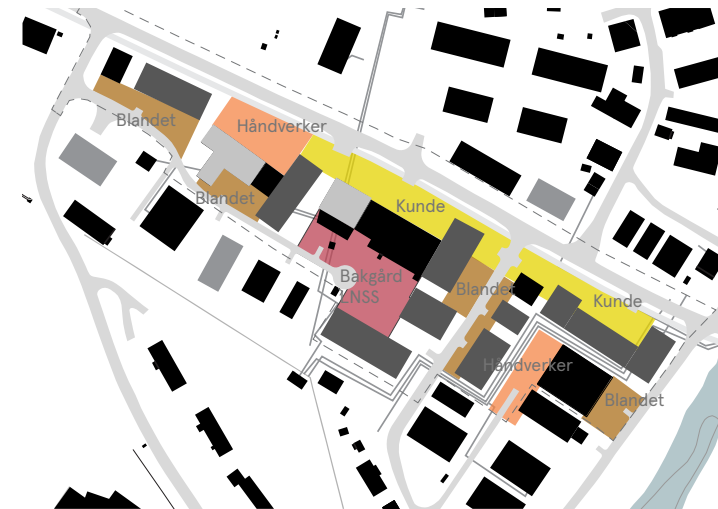 Blandet
Håndverker
Blandet
Kunde
Bakgård
LNSS
Blandet
Kunde
Håndverker
Blandet